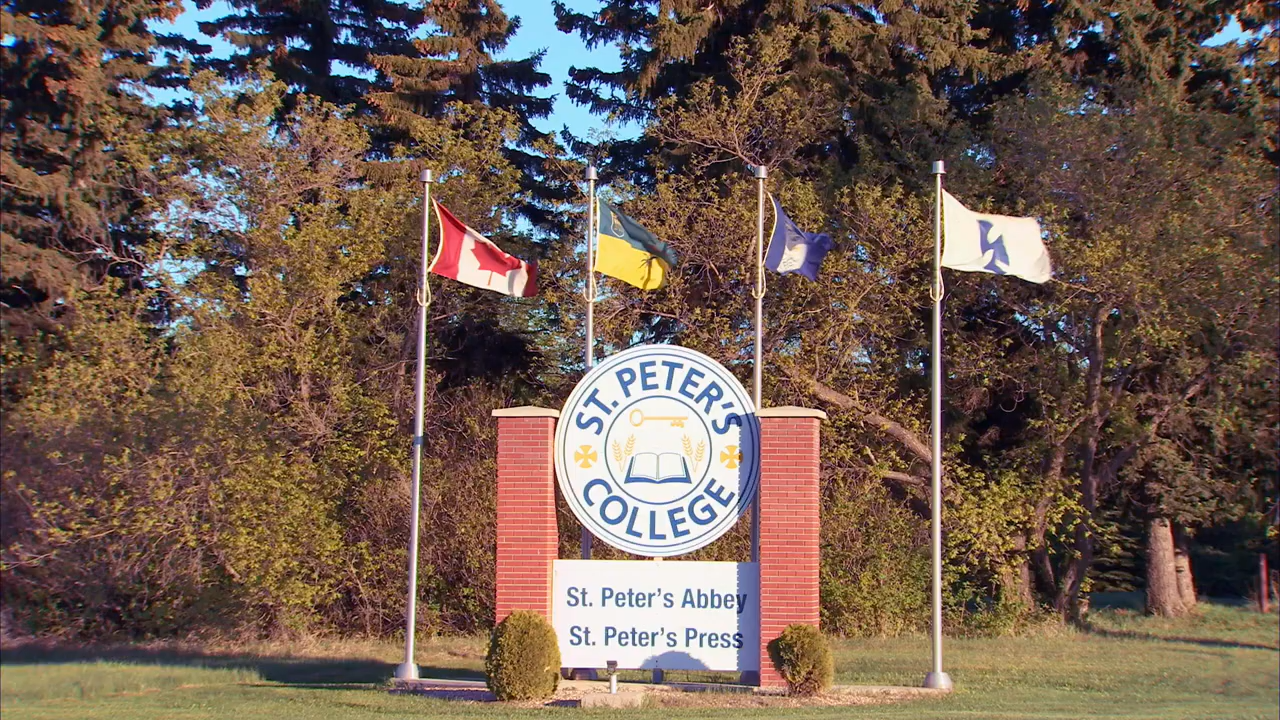 ST. PETER'S
COLLEGE
St. Peter's Abbey
St. Peter's Press